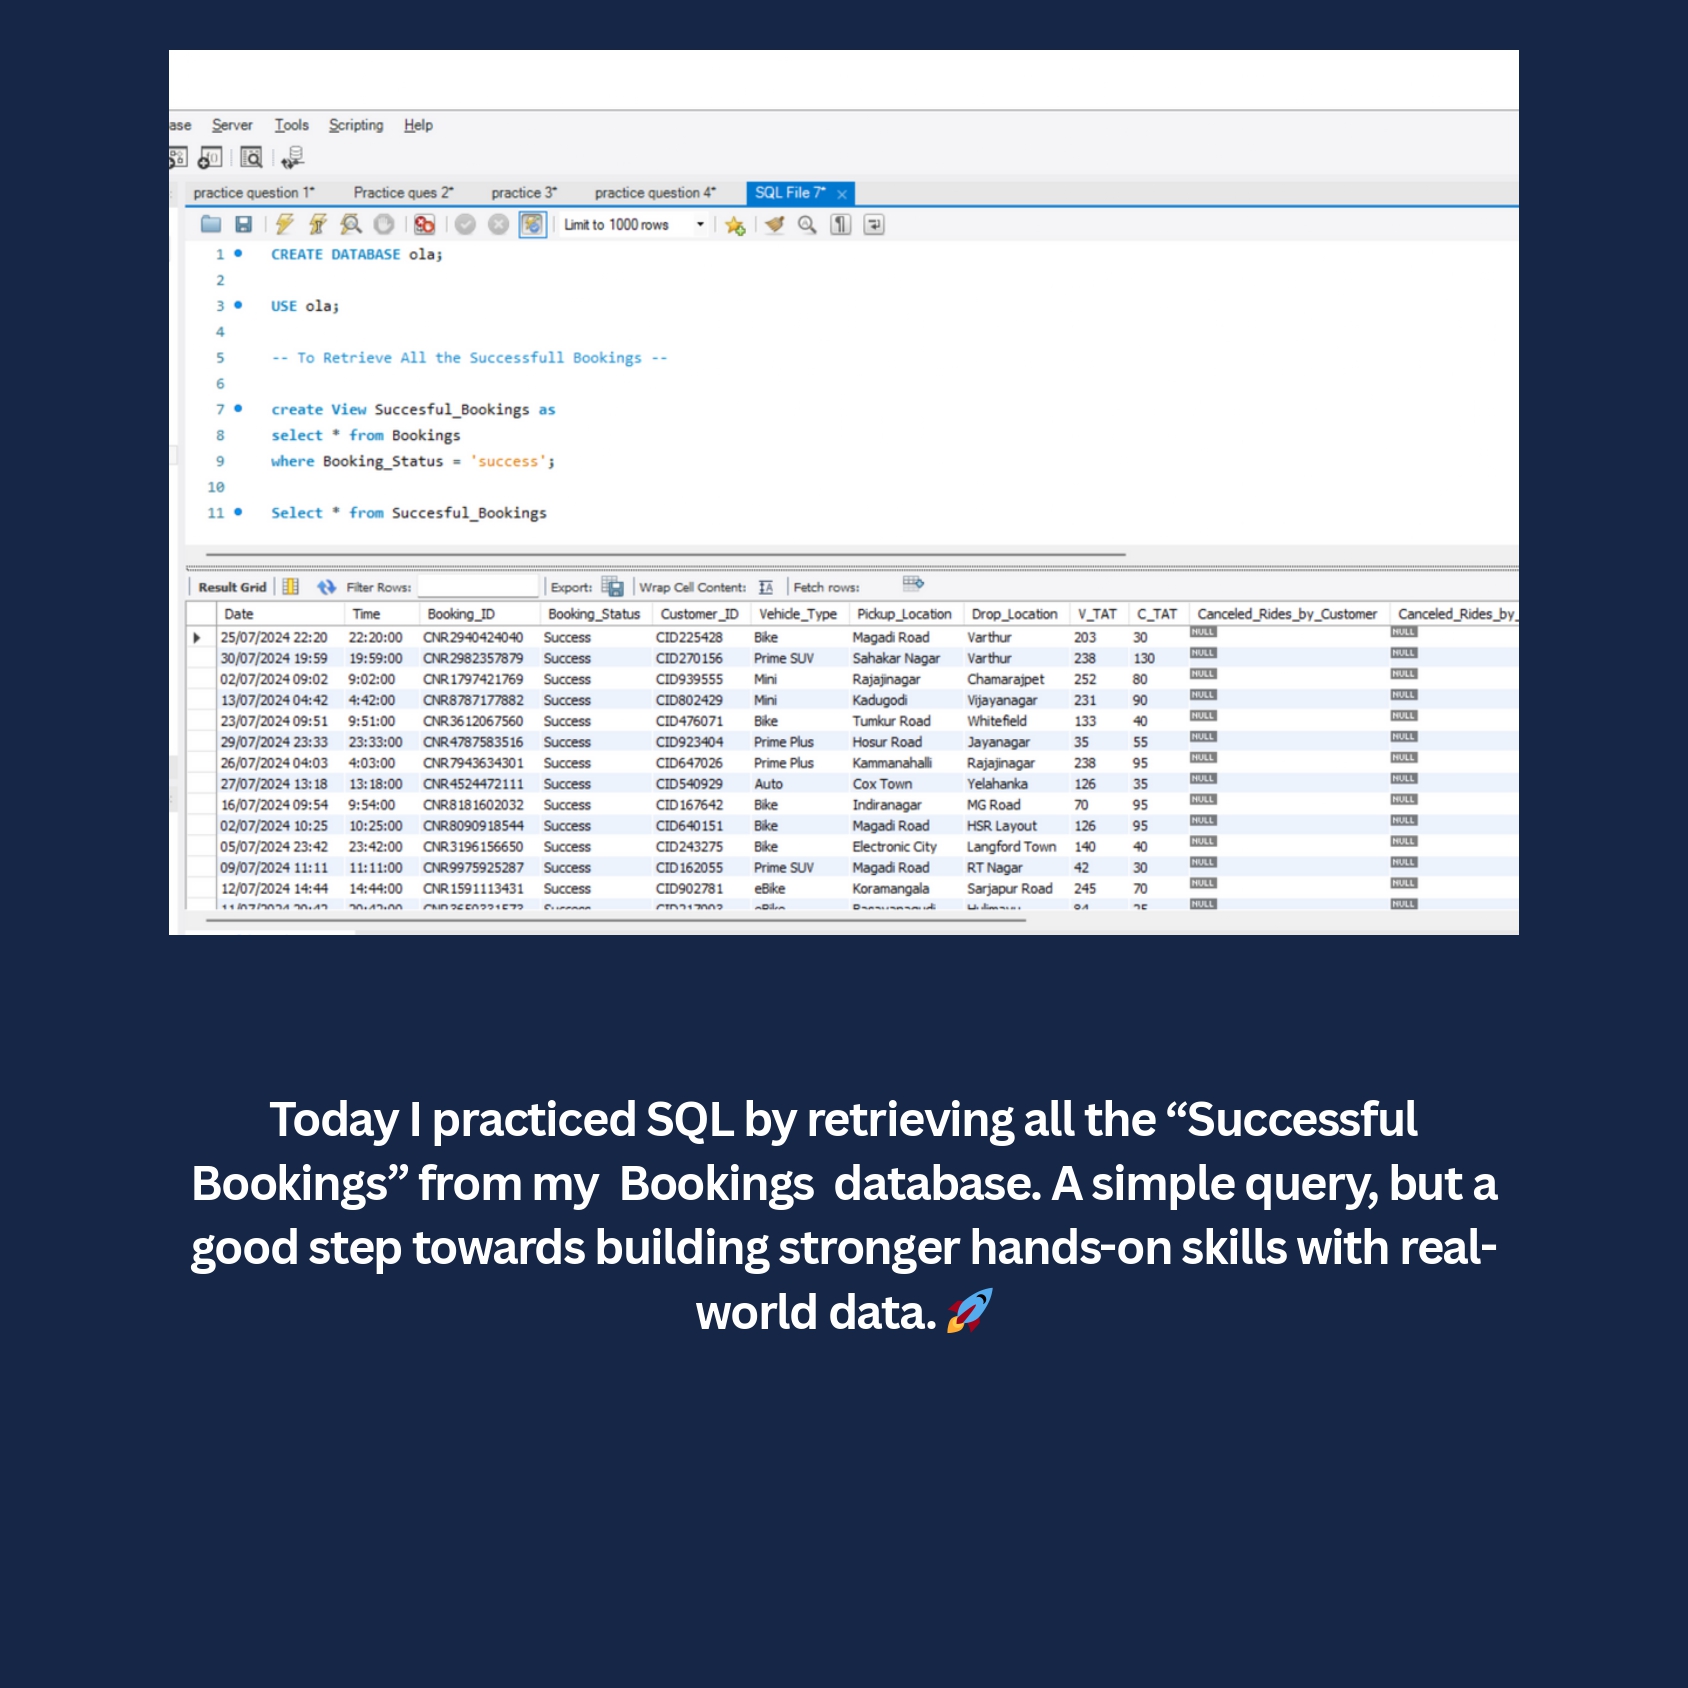 ase Server Tools Scripting Help
practice question 1* Practice ques 2* practice 3* practice question 4* SQL File 7*
Limit to 1000 rows
1 CREATE DATABASE ola;
2
3 USE ola;
4
5 -- To Retrieve All the Successfull Bookings --
6
7 create View Succesful_Bookings as
8 select * from Bookings
9 where Booking_Status = 'success';
10
11 Select * from Succesful_Bookings
Result Grid Filter Rows: Export: Wrap Cell Content: Fetch rows:
Date Time Booking_ID Booking_Status Customer_ID Vehicle_Type Pickup_Location Drop_Location V_TAT C_TAT Canceled_Rides_by_Customer Canceled_Rides_by_
25/07/2024 22:20 22:20:00 CNR2940424040 Success CID225428 Bike Magadi Road Varthur 203 30 NULL NULL
30/07/2024 19:59 19:59:00 CNR2982357879 Success CID270156 Prime SUV Sahakar Nagar Varthur 238 130 NULL NULL
02/07/2024 09:02 9:02:00 CNR1797421769 Success CID939555 Mini Rajajinagar Chamarajpet 252 80 NULL NULL
13/07/2024 04:42 4:42:00 CNR8787177882 Success CID802429 Mini Kadugodi Vijayanagar 231 90 NULL NULL
23/07/2024 09:51 9:51:00 CNR3612067560 Success CID476071 Bike Tumkur Road Whitefield 133 40 NULL NULL
29/07/2024 23:33 23:33:00 CNR4787583516 Success CID923404 Prime Plus Hosur Road Jayanagar 35 55 NULL NULL
26/07/2024 04:03 4:03:00 CNR7943634301 Success CID647026 Prime Plus Kammanahalli Rajajinagar 238 95 NULL NULL
27/07/2024 13:18 13:18:00 CNR4524472111 Success CID540929 Auto Cox Town Yelahanka 126 35 NULL NULL
16/07/2024 09:54 9:54:00 CNR8181602032 Success CID167642 Bike Indiranagar MG Road 70 95 NULL NULL
02/07/2024 10:25 10:25:00 CNR8090918544 Success CID640151 Bike Magadi Road HSR Layout 126 95 NULL NULL
05/07/2024 23:42 23:42:00 CNR3196156650 Success CID243275 Bike Electronic City Langford Town 140 40 NULL NULL
09/07/2024 11:11 11:11:00 CNR9975925287 Success CID162055 Prime SUV Magadi Road RT Nagar 42 30 NULL NULL
12/07/2024 14:44 14:44:00 CNR1591113431 Success CID902781 eBike Koramangala Sarjapur Road 245 70 NULL NULL
NULL NULL
Today I practiced SQL by retrieving all the “Successful
Bookings” from my Bookings database. A simple query, but a
good step towards building stronger hands-on skills with real-
world data. 🚀